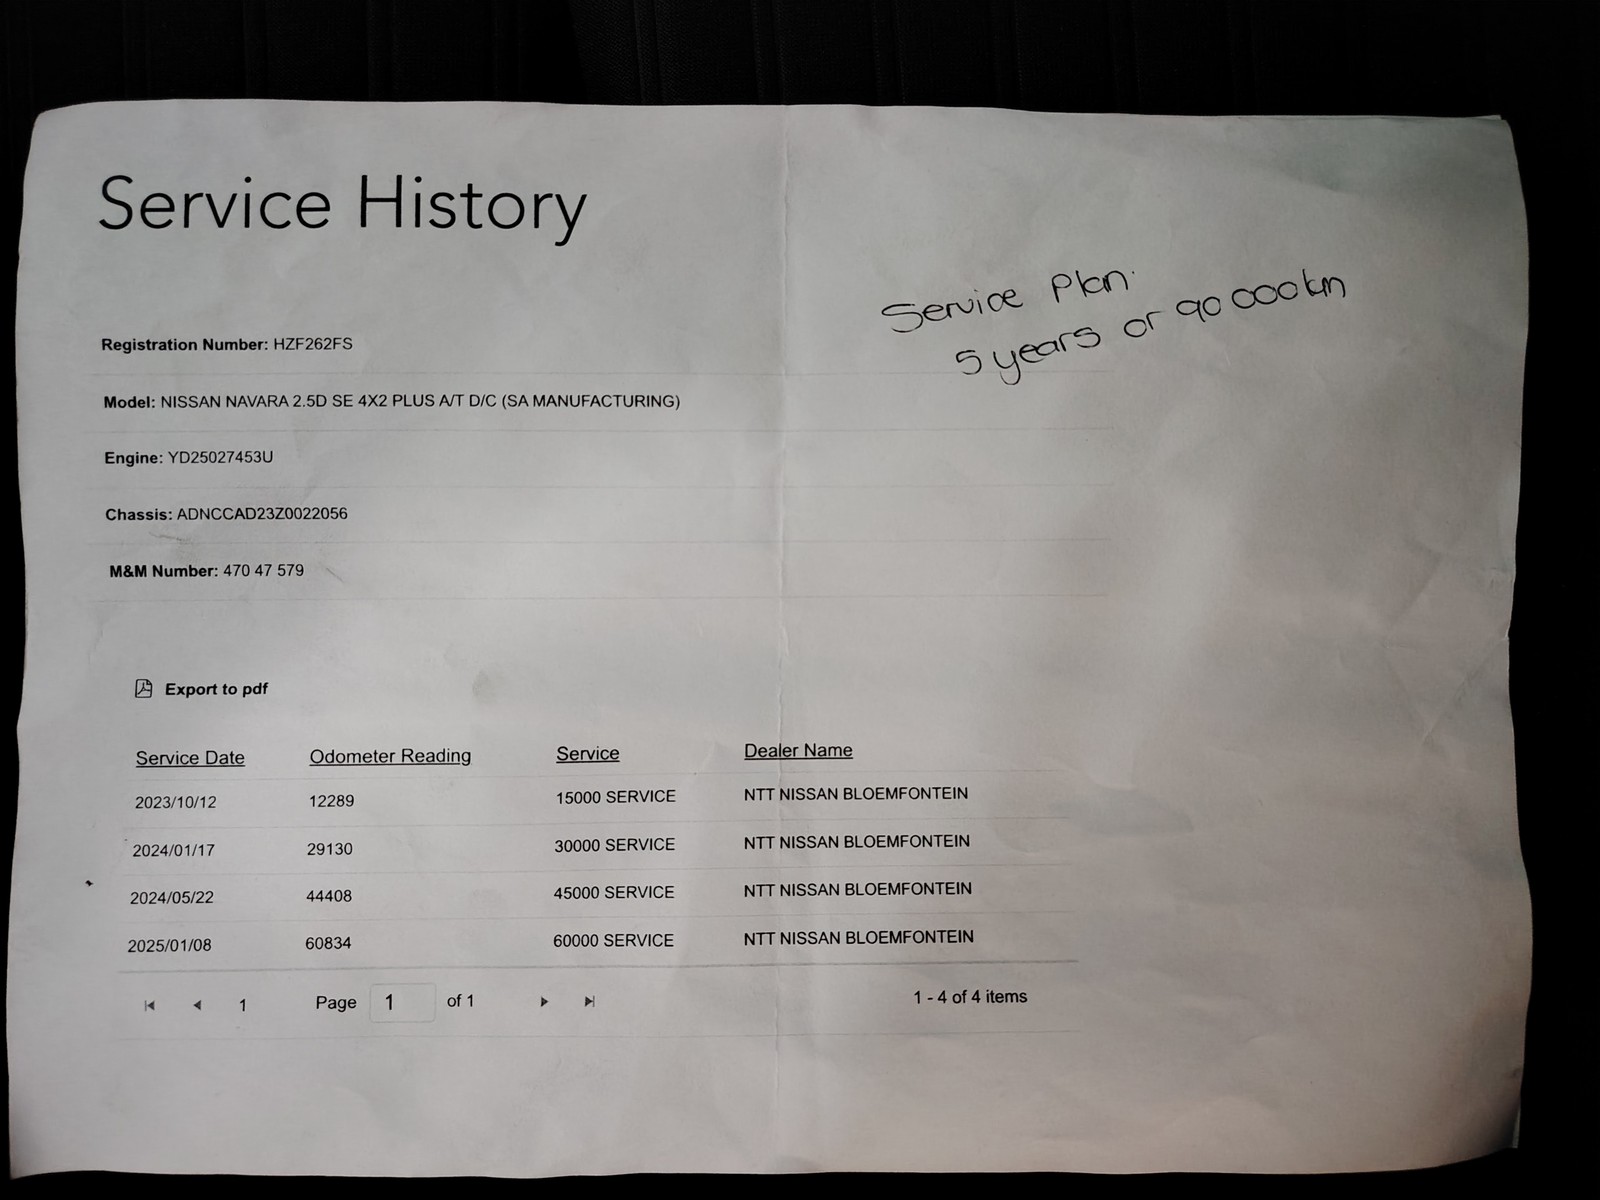 Service History
Service Plan.
5 years or 90 000km
Registration Number: HZF262FS
Model: NISSAN NAVARA 2.5D SE 4X2 PLUS A/T D/C (SA MANUFACTURING)
Engine: YD25027453U
Chassis: ADNCCAD23Z0022056
M&M Number: 470 47 579
Export to pdf
Service Date Odometer Reading Service Dealer Name
2023/10/12 12289 15000 SERVICE NTT NISSAN BLOEMFONTEIN
2024/01/17 29130 30000 SERVICE NTT NISSAN BLOEMFONTEIN
2024/05/22 44408 45000 SERVICE NTT NISSAN BLOEMFONTEIN
2025/01/08 60834 60000 SERVICE NTT NISSAN BLOEMFONTEIN
1 Page 1 of 1 1 - 4 of 4 items